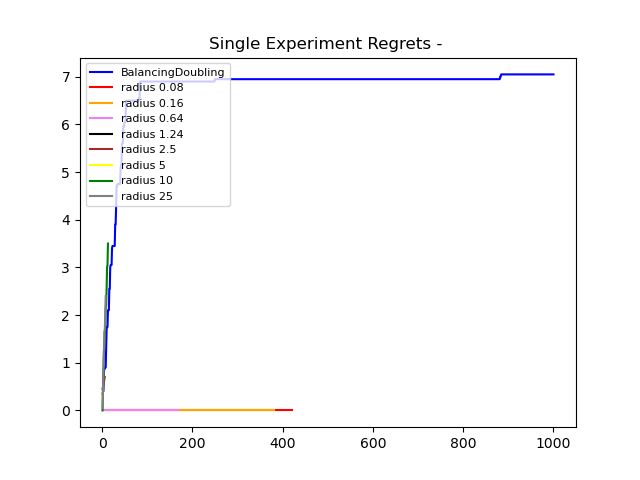 Single Experiment Regrets -
7
6
5
4
3
2
1
0
BalancingDoubling
radius 0.08
radius 0.16
radius 0.64
radius 1.24
radius 2.5
radius 5
radius 10
radius 25
0 200 400 600 800 1000